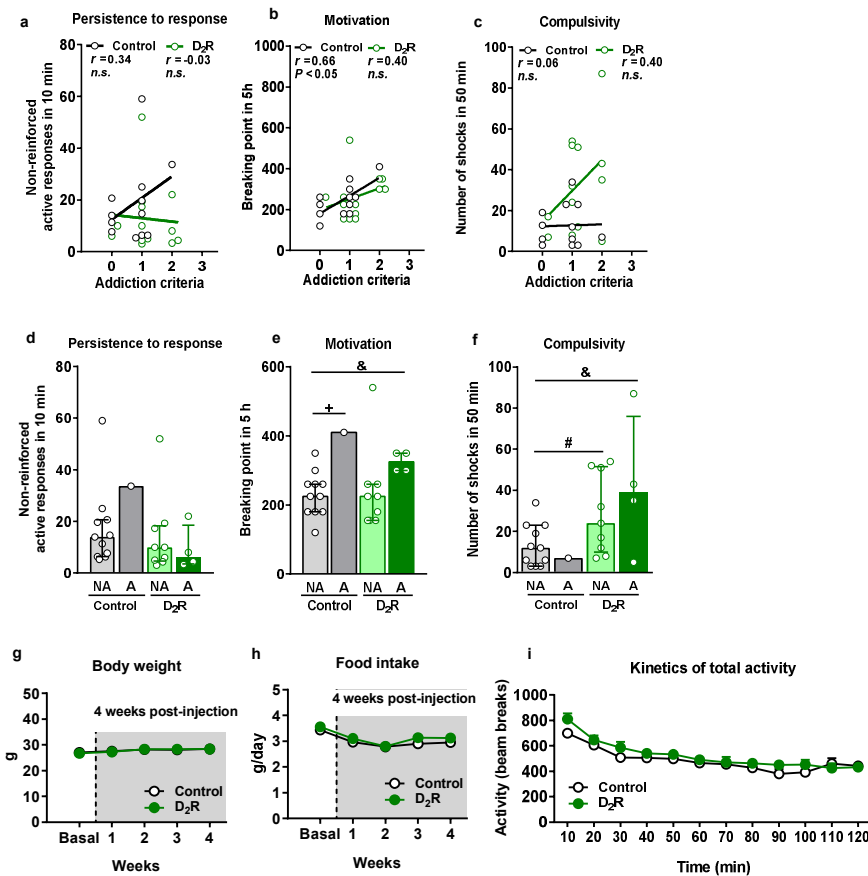 a
Persistence to response
Control
D2R
r =0.34
n.s.
r =-0.03
n.s.
Non-reinforced
active responses in 10 min
80
60
40
20
0
0 1 2 3
Addiction criteria
b
Motivation
Control
D2R
r =0.66
P <0.05
r =0.40
n.s.
Breaking point in 5h
1000
800
600
400
200
0
0 1 2 3
Addiction criteria
c
Compulsivity
Control
D2R
r =0.06
n.s.
r =0.40
n.s.
Number of shocks in 50 min
100
80
60
40
20
0
0 1 2 3
Addiction criteria
d
Persistence to response
Non-reinforced
active responses in 10 min
80
60
40
20
0
NA A NA A
Control D2R
e
Motivation
Breaking point in 5 h
600
400
200
0
&
+
NA A NA A
Control D2R
f
Compulsivity
Number of shocks in 50 min
100
80
60
40
20
0
&
#
NA A NA A
Control D2R
g
Body weight
4 weeks post-injection
g
50
40
30
20
10
0
Control
D2R
Basal 1 2 3 4
Weeks
h
Food intake
4 weeks post-injection
g/day
5
4
3
2
1
0
Control
D2R
Basal 1 2 3 4
Weeks
i
Kinetics of total activity
Activity (beam breaks)
1000
800
600
400
200
0
Control
D2R
10 20 30 40 50 60 70 80 90 100 110 120
Time (min)